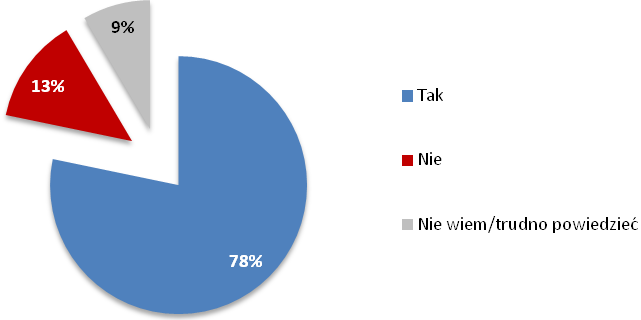 9%
13%
78%
Tak
Nie
Nie wiem/trudno powiedzieć